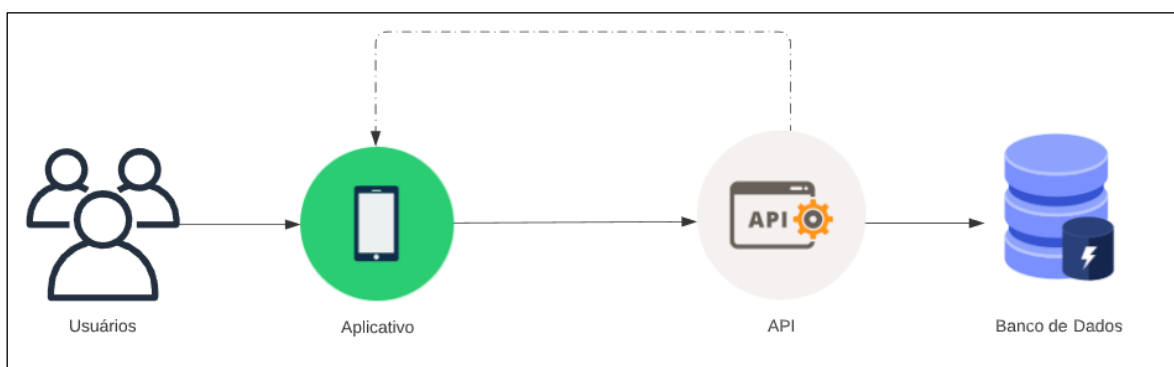 API
Usuários
Aplicativo
API
Banco de Dados